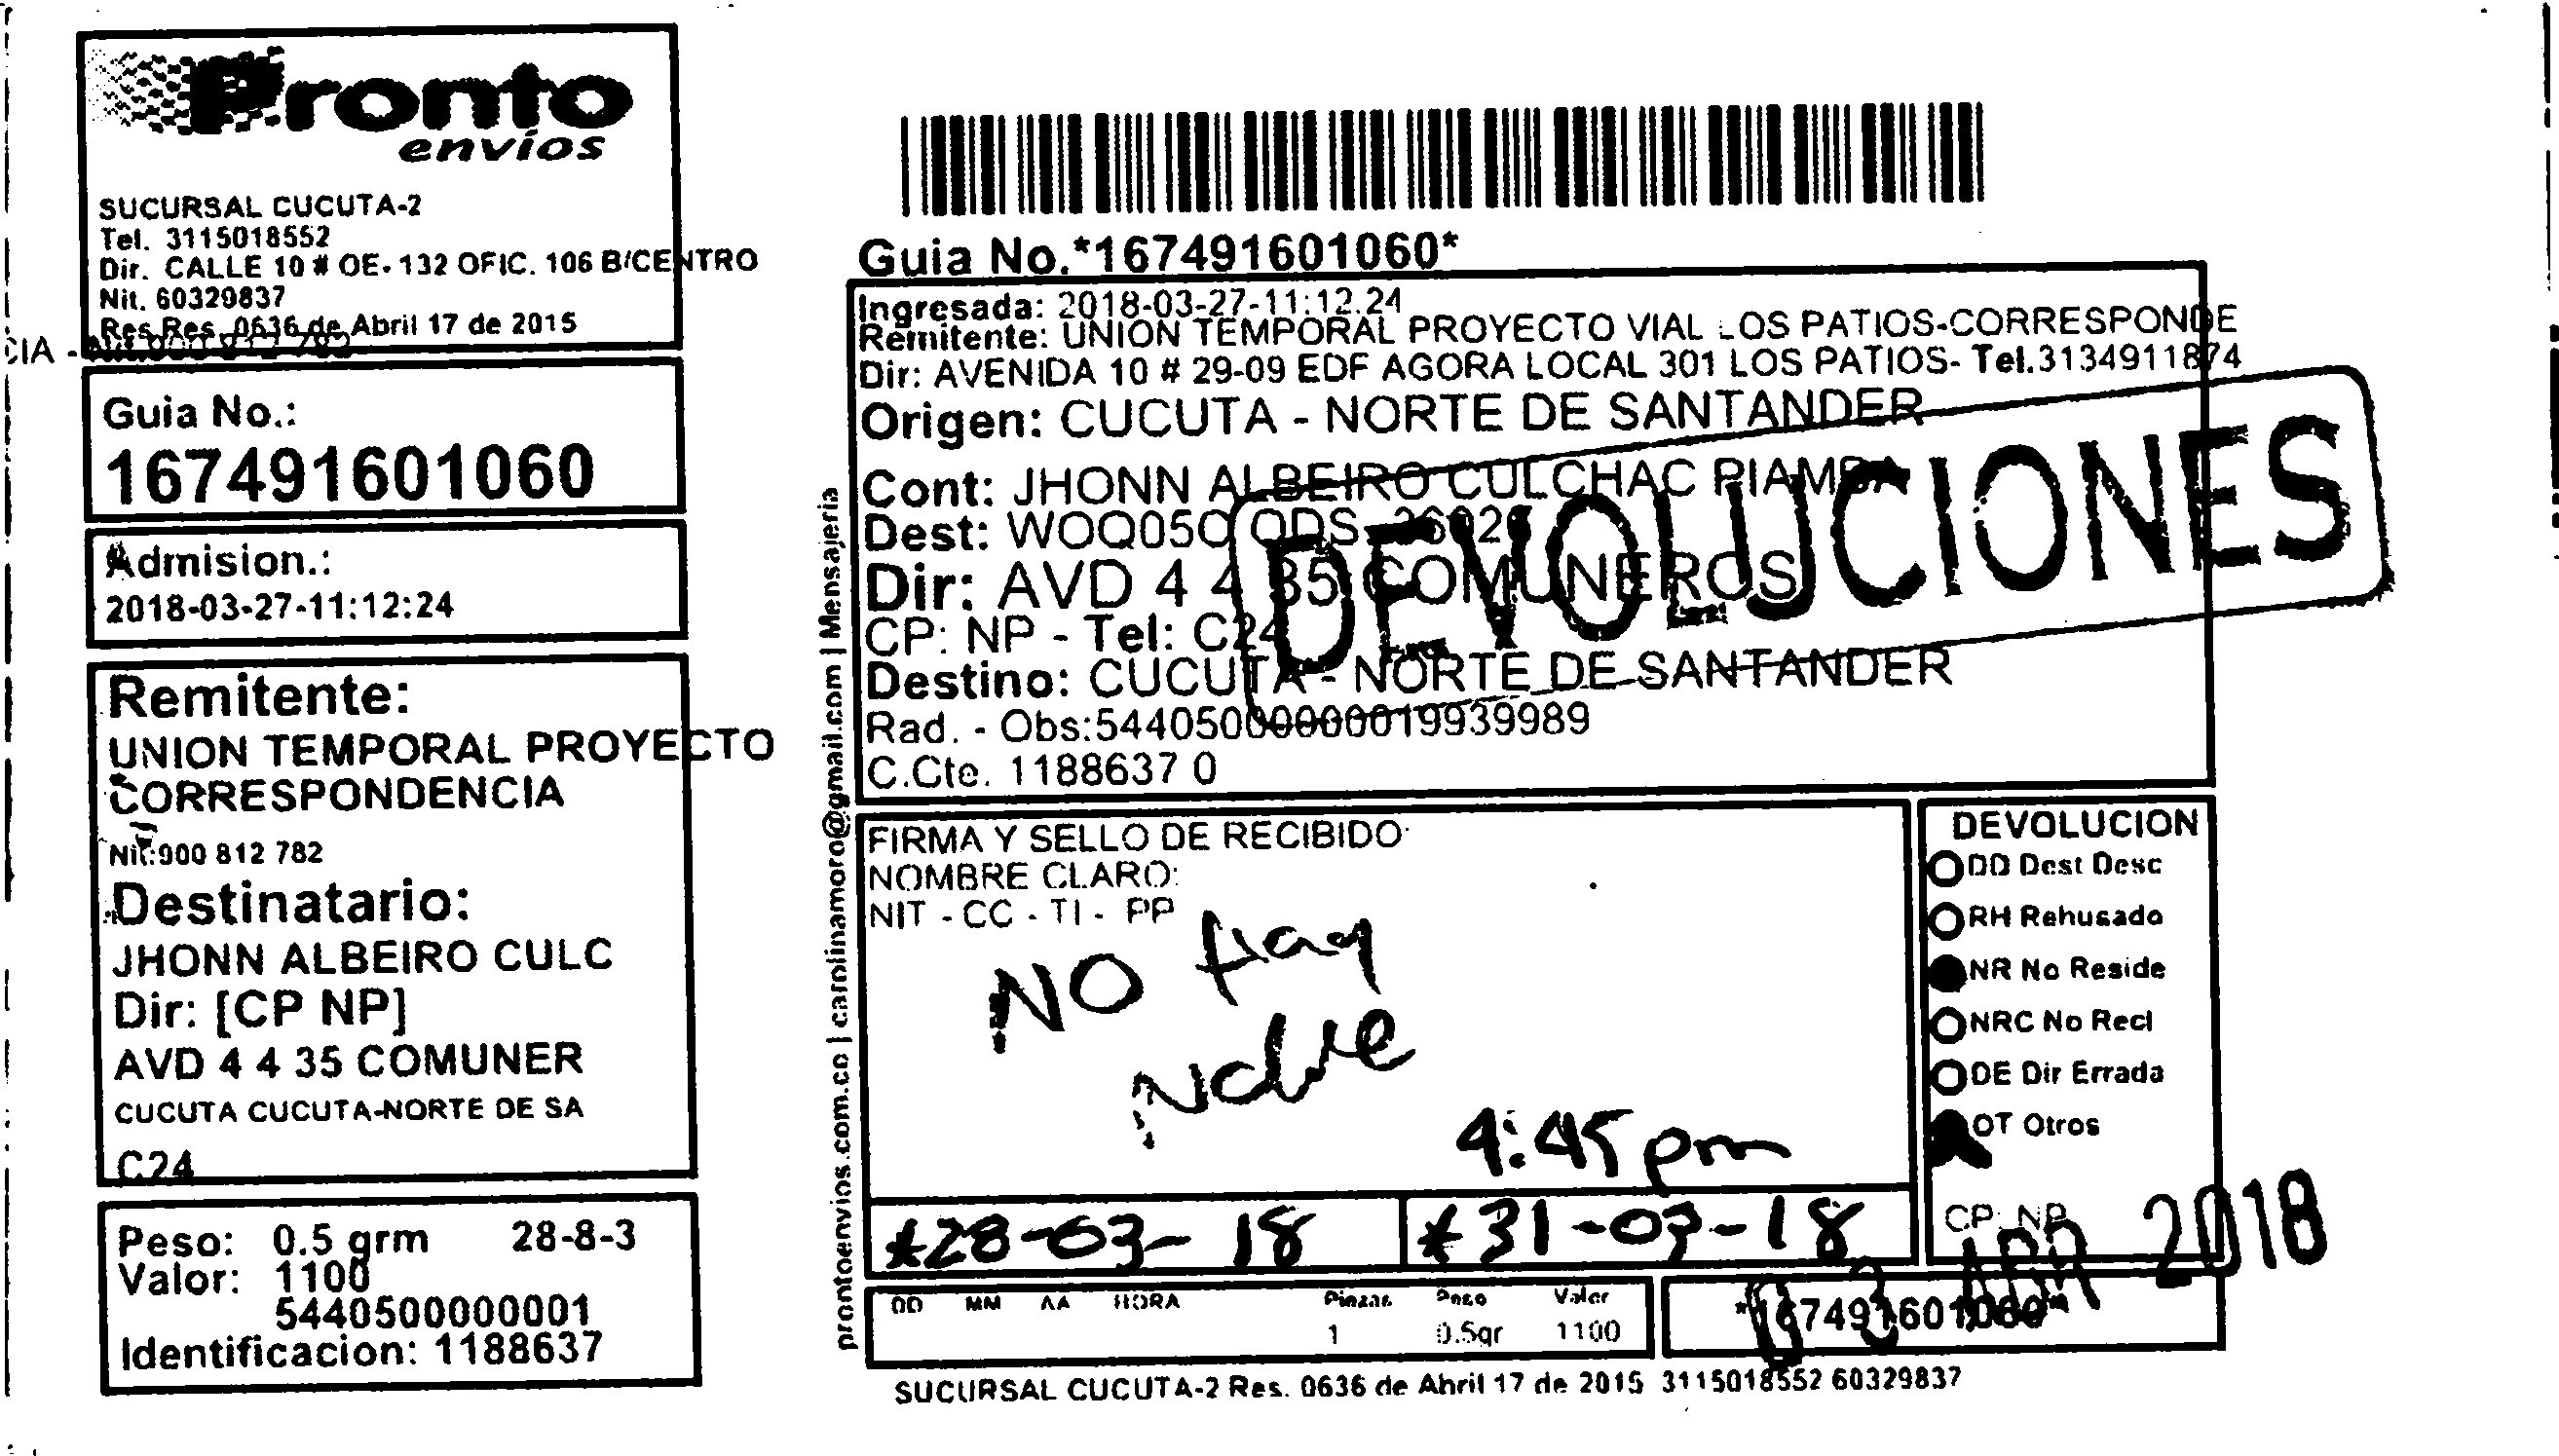 Pronto
envíos
SUCURSAL CUCUTA-2
Tel. 3115018552
Dir. CALLE 10 # OE- 132 OFIC. 106 B/CENTRO
Nit. 60329837
Res.Res. 0636 de Abril 17 de 2015
CIA - Nit.900 812 782
Guia No.:
167491601060
Admision.:
2018-03-27-11:12:24
Remitente:
UNION TEMPORAL PROYECTO
CORRESPONDENCIA
Nit:900 812 782
Destinatario:
JHONN ALBEIRO CULC
Dir: [CP NP]
AVD 4 4 35 COMUNER
CUCUTA CUCUTA-NORTE DE SA
C24
Peso: 0.5 grm 28-8-3
Valor: 1100
5440500000001
Identificacion: 1188637
prontoenvios.com.co | carolinamoro@gmail.com | Mensajeria
Guia No.*167491601060*
Ingresada: 2018-03-27-11:12:24
Remitente: UNION TEMPORAL PROYECTO VIAL LOS PATIOS-CORRESPONDE
Dir: AVENIDA 10 # 29-09 EDF AGORA LOCAL 301 LOS PATIOS- Tel.3134911874
Origen: CUCUTA - NORTE DE SANTANDER
Cont: JHONN ALBEIRO CULCHAC PIAMBA
Dest: WOQ05C ODS
Dir: AVD 4 4 35 COMUNEROS
CP: NP - Tel: C24
Destino: CUCUTA - NORTE DE SANTANDER
Rad. - Obs:544050000000019939989
C.Cte. 1188637 0
DEVOLUCIONES
FIRMA Y SELLO DE RECIBIDO:
NOMBRE CLARO:
NIT - CC - TI - PP
NO Hay
4:45 pm
*28-03-18 *31-03-18
DEVOLUCION
DD Dest Desc
RH Rehusado
NR No Reside
NRC No Recl
DE Dir Errada
OT Otros
CP: NP
03 ABR 2018
DD MM AA HORA Piezas Peso Valor
1 0.5gr 1100
*167491601060*
SUCURSAL CUCUTA-2 Res. 0636 de Abril 17 de 2015 3115018552 60329837